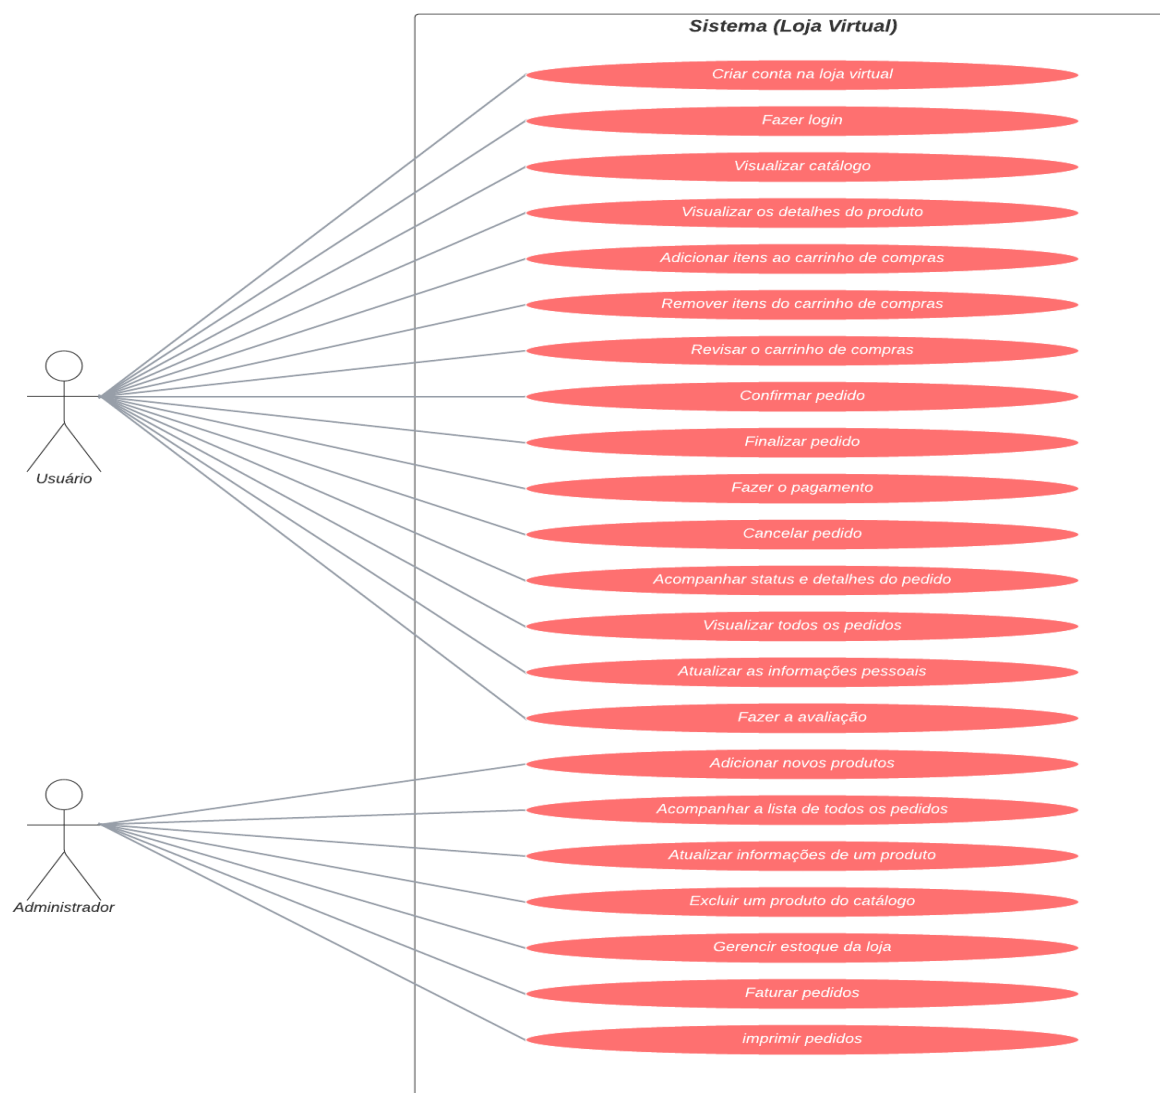 Sistema (Loja Virtual)
Criar conta na loja virtual
Fazer login
Visualizar catálogo
Visualizar os detalhes do produto
Adicionar itens ao carrinho de compras
Remover itens do carrinho de compras
Revisar o carrinho de compras
Confirmar pedido
Finalizar pedido
Fazer o pagamento
Cancelar pedido
Acompanhar status e detalhes do pedido
Visualizar todos os pedidos
Atualizar as informações pessoais
Fazer a avaliação
Usuário
Adicionar novos produtos
Acompanhar a lista de todos os pedidos
Atualizar informações de um produto
Excluir um produto do catálogo
Gerencir estoque da loja
Faturar pedidos
imprimir pedidos
Administrador